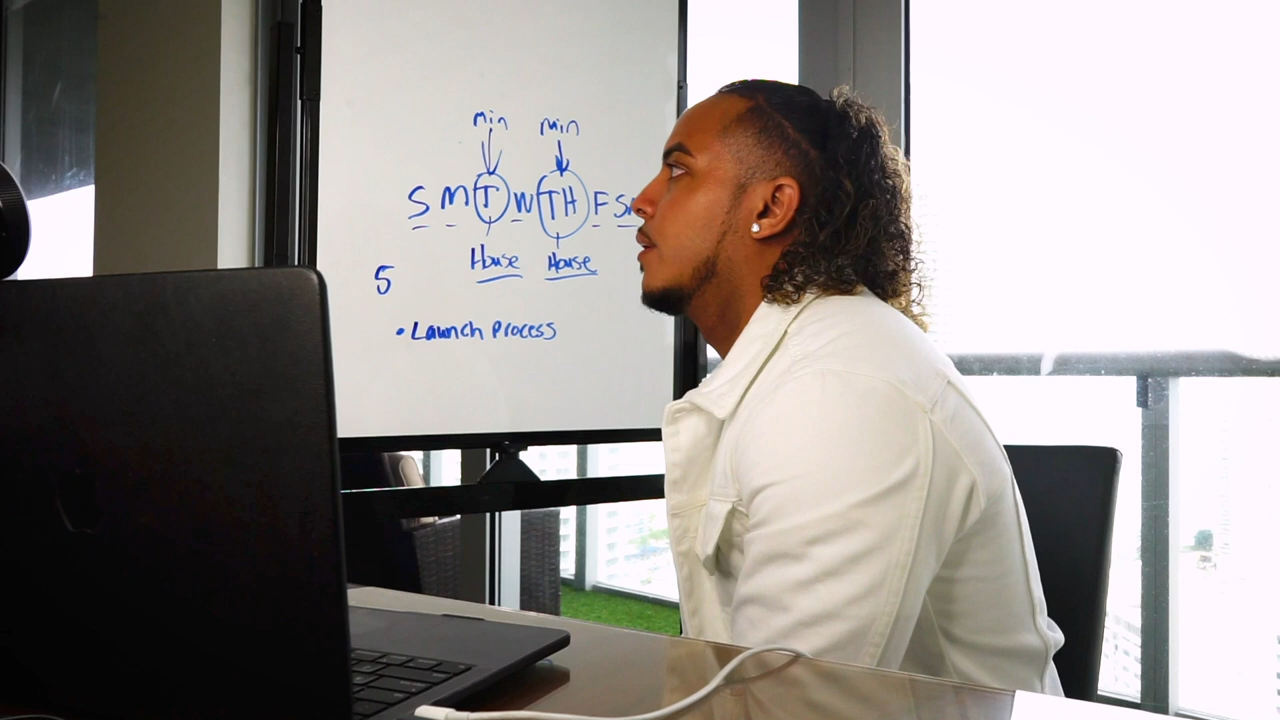 min min
S M T W TH F S
House House
5
• Launch Process